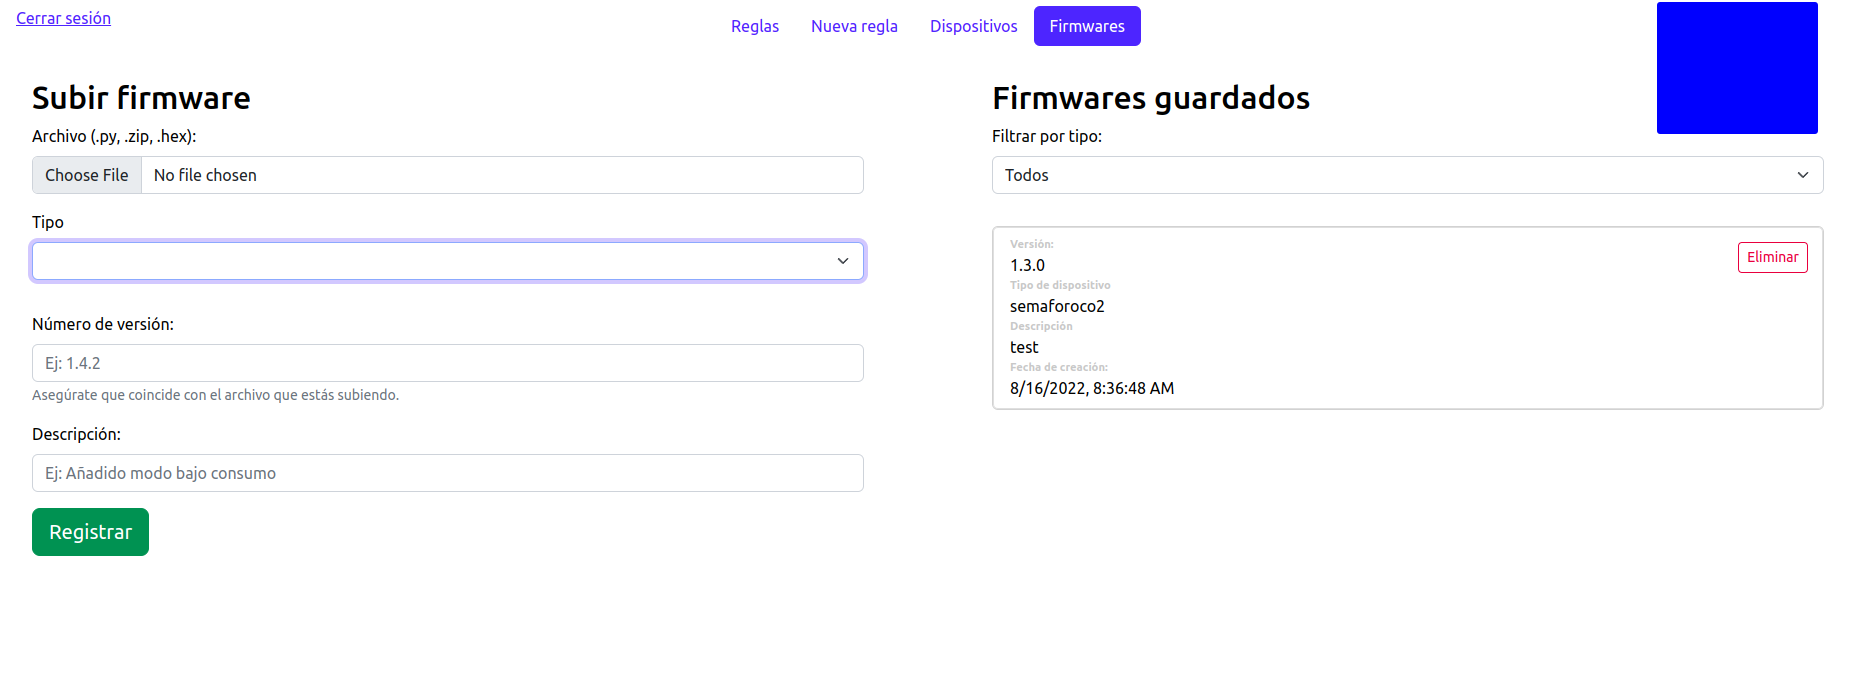 Cerrar sesión
Reglas
Nueva regla
Dispositivos
Firmwares
Subir firmware
Archivo (.py, .zip, .hex):
Choose File No file chosen
Tipo
Número de versión:
Ej: 1.4.2
Asegúrate que coincide con el archivo que estás subiendo.
Descripción:
Ej: Añadido modo bajo consumo
Registrar
Firmwares guardados
Filtrar por tipo:
Todos
Versión:
1.3.0
Eliminar
Tipo de dispositivo
semaforoco2
Descripción
test
Fecha de creación:
8/16/2022, 8:36:48 AM